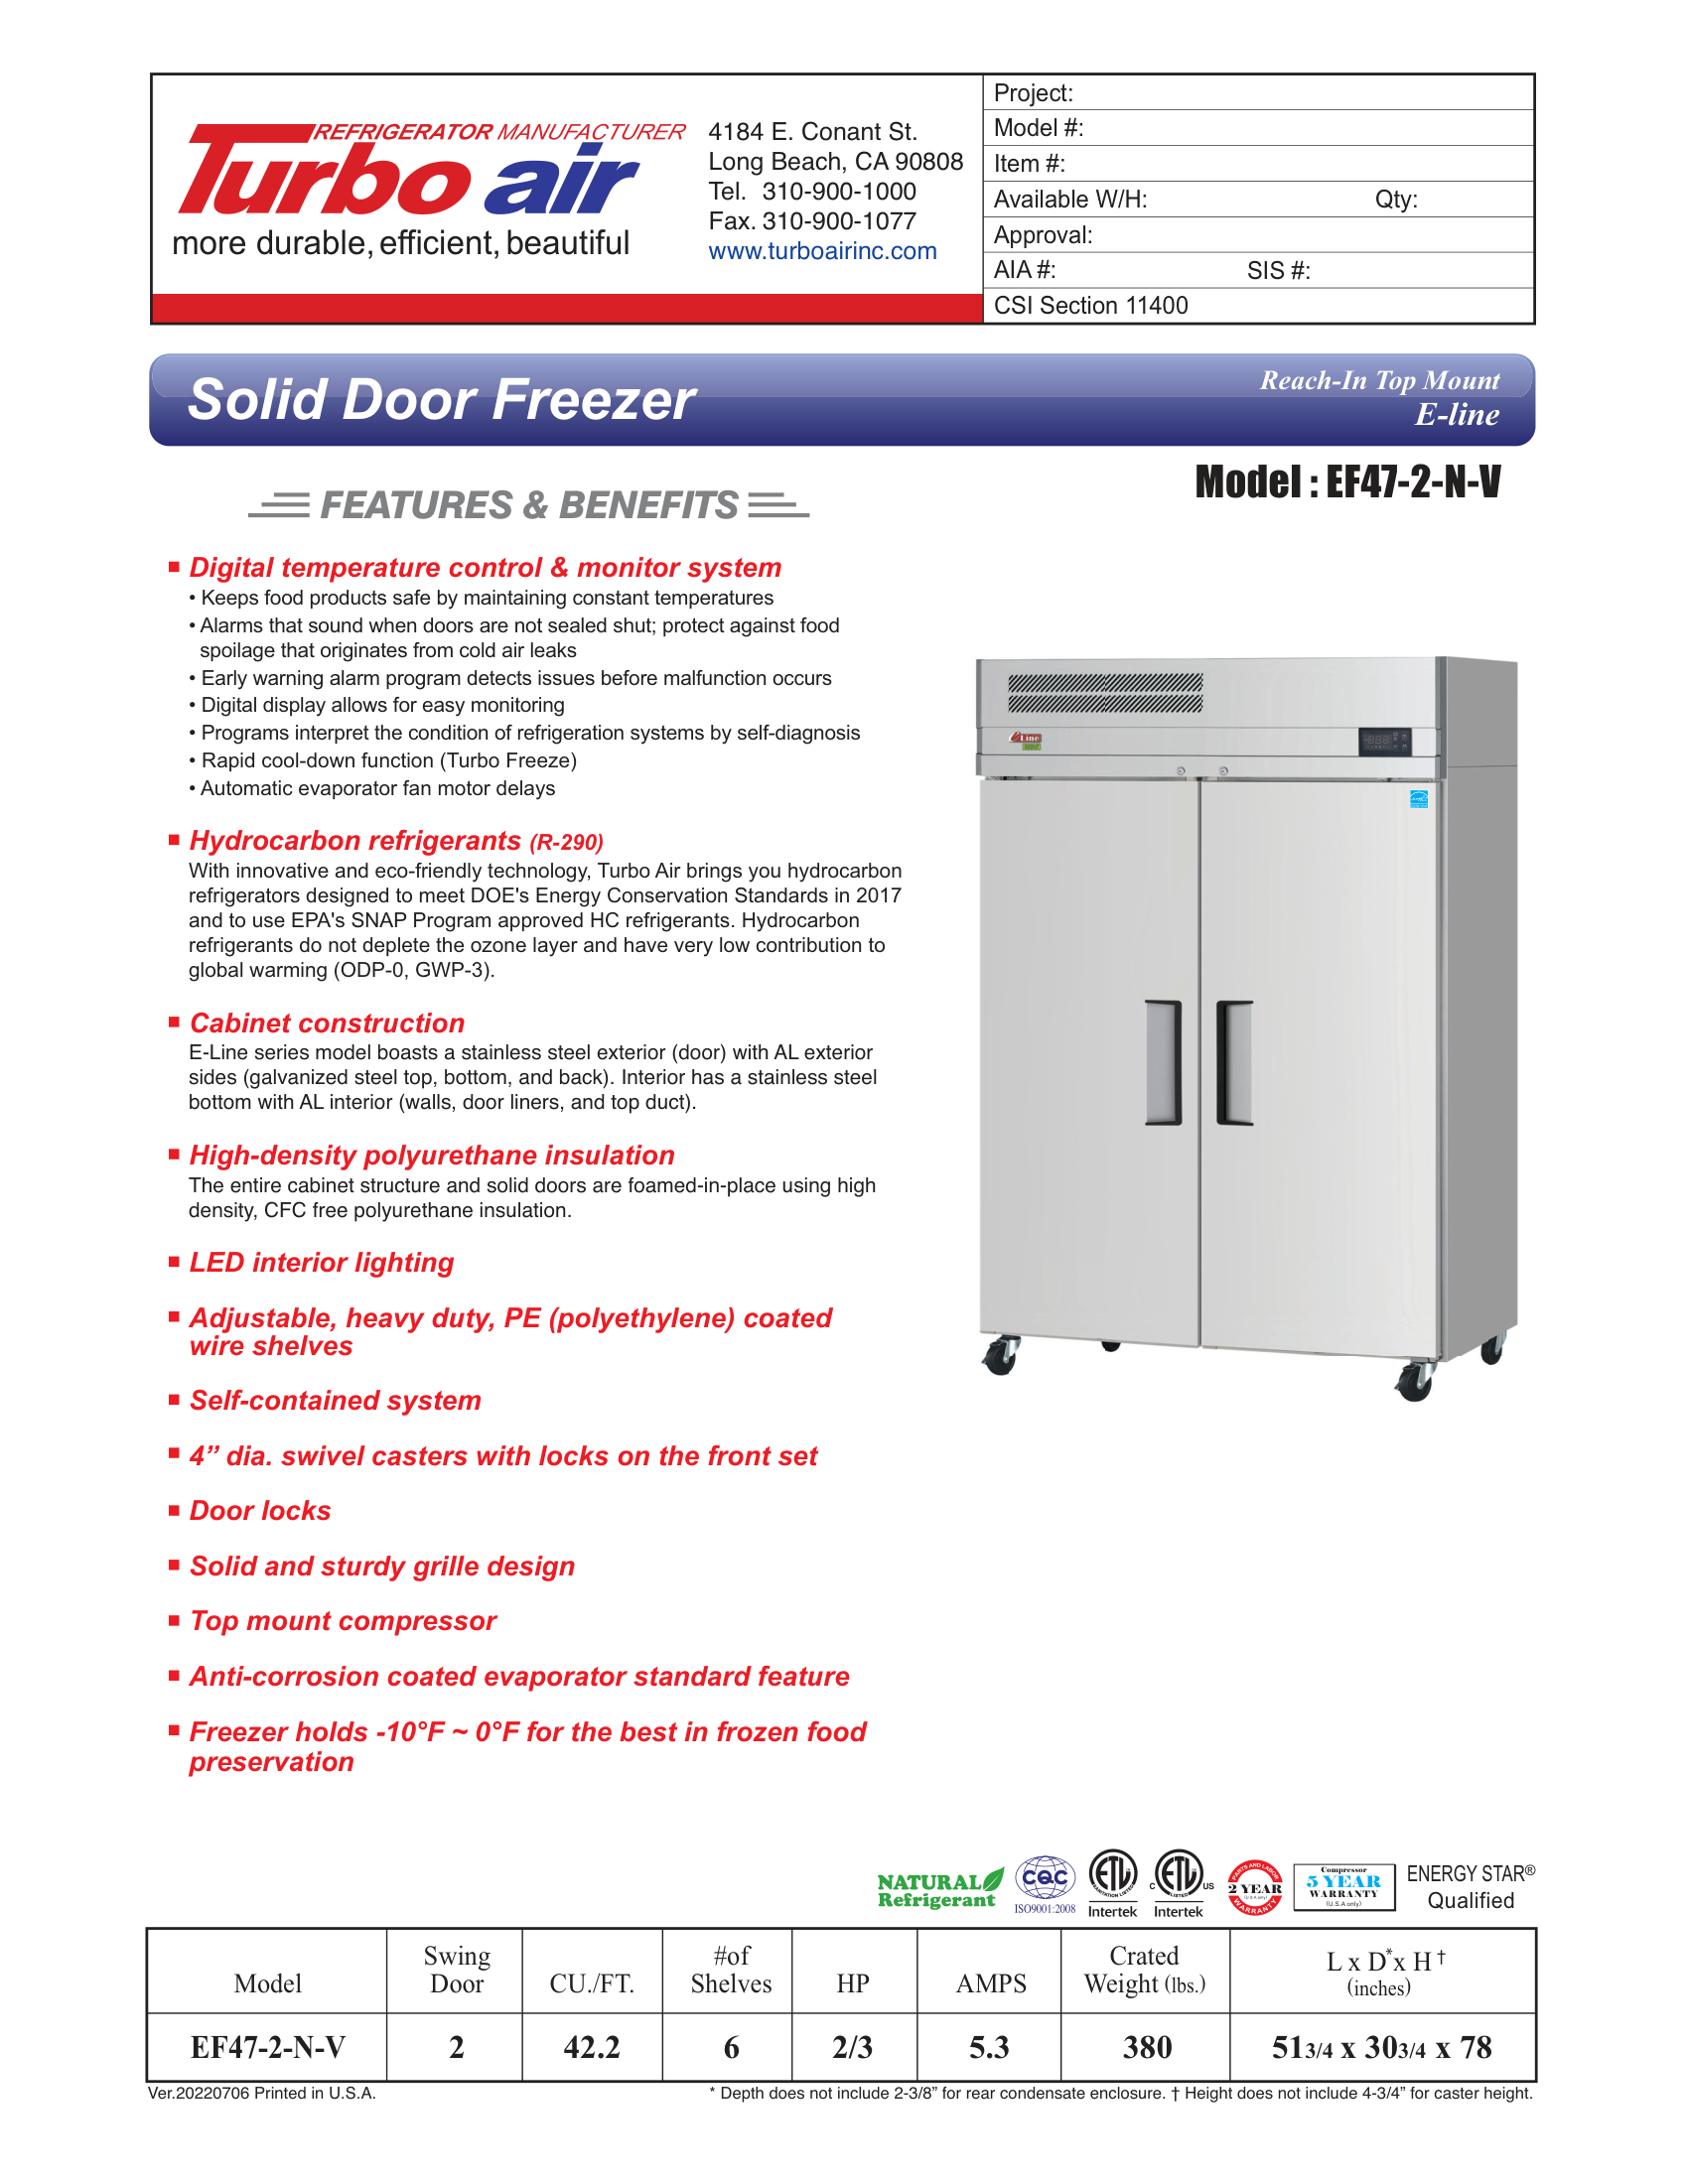 REFRIGERATOR MANUFACTURER
Turbo air
more durable, efficient, beautiful
4184 E. Conant St.
Long Beach, CA 90808
Tel. 310-900-1000
Fax. 310-900-1077
www.turboairinc.com
Project:
Model #:
Item #:
Available W/H: Qty:
Approval:
AIA #: SIS #:
CSI Section 11400
Solid Door Freezer
Reach-In Top Mount
E-line
Model : EF47-2-N-V
FEATURES & BENEFITS
■ Digital temperature control & monitor system
• Keeps food products safe by maintaining constant temperatures
• Alarms that sound when doors are not sealed shut; protect against food
spoilage that originates from cold air leaks
• Early warning alarm program detects issues before malfunction occurs
• Digital display allows for easy monitoring
• Programs interpret the condition of refrigeration systems by self-diagnosis
• Rapid cool-down function (Turbo Freeze)
• Automatic evaporator fan motor delays
■ Hydrocarbon refrigerants (R-290)
With innovative and eco-friendly technology, Turbo Air brings you hydrocarbon
refrigerators designed to meet DOE's Energy Conservation Standards in 2017
and to use EPA's SNAP Program approved HC refrigerants. Hydrocarbon
refrigerants do not deplete the ozone layer and have very low contribution to
global warming (ODP-0, GWP-3).
■ Cabinet construction
E-Line series model boasts a stainless steel exterior (door) with AL exterior
sides (galvanized steel top, bottom, and back). Interior has a stainless steel
bottom with AL interior (walls, door liners, and top duct).
■ High-density polyurethane insulation
The entire cabinet structure and solid doors are foamed-in-place using high
density, CFC free polyurethane insulation.
■ LED interior lighting
■ Adjustable, heavy duty, PE (polyethylene) coated
wire shelves
■ Self-contained system
■ 4” dia. swivel casters with locks on the front set
■ Door locks
■ Solid and sturdy grille design
■ Top mount compressor
■ Anti-corrosion coated evaporator standard feature
■ Freezer holds -10°F ~ 0°F for the best in frozen food
preservation
E Line
NATURAL
Refrigerant
CQC
ISO9001:2008
ETL
SANITATION LISTED
Intertek
C ETL US
LISTED
Intertek
PARTS AND LABOR
2 YEAR
(U.S.A only)
WARRANTY
Compressor
5 YEAR
WARRANTY
(U.S.A only)
ENERGY STAR®
Qualified
Model Swing Door CU./FT. #of Shelves HP AMPS Crated Weight (lbs.) L x D* x H † (inches)
EF47-2-N-V 2 42.2 6 2/3 5.3 380 51 3/4 x 30 3/4 x 78
Ver.20220706 Printed in U.S.A.
* Depth does not include 2-3/8” for rear condensate enclosure. † Height does not include 4-3/4” for caster height.